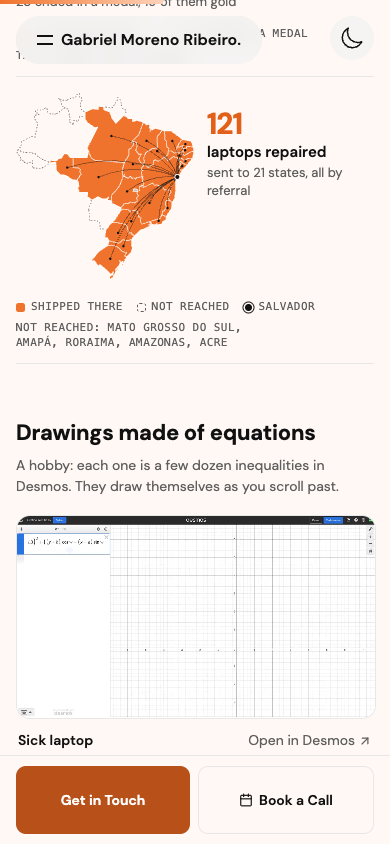 Gabriel Moreno Ribeiro.
A MEDAL
121
laptops repaired
sent to 21 states, all by
referral
SHIPPED THERE NOT REACHED SALVADOR
NOT REACHED: MATO GROSSO DO SUL,
AMAPÁ, RORAIMA, AMAZONAS, ACRE
Drawings made of equations
A hobby: each one is a few dozen inequalities in
Desmos. They draw themselves as you scroll past.
desmos
Sick laptop Open in Desmos ↗
Get in Touch Book a Call